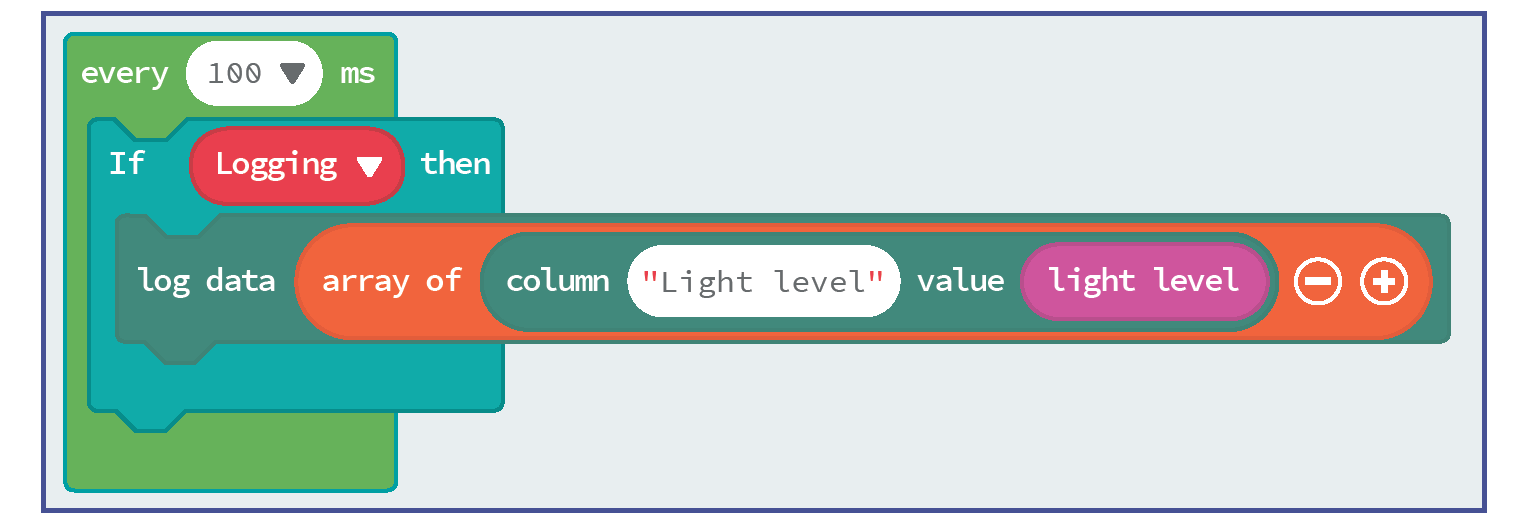 every 100 ms
If Logging then
log data array of column "Light level" value light level